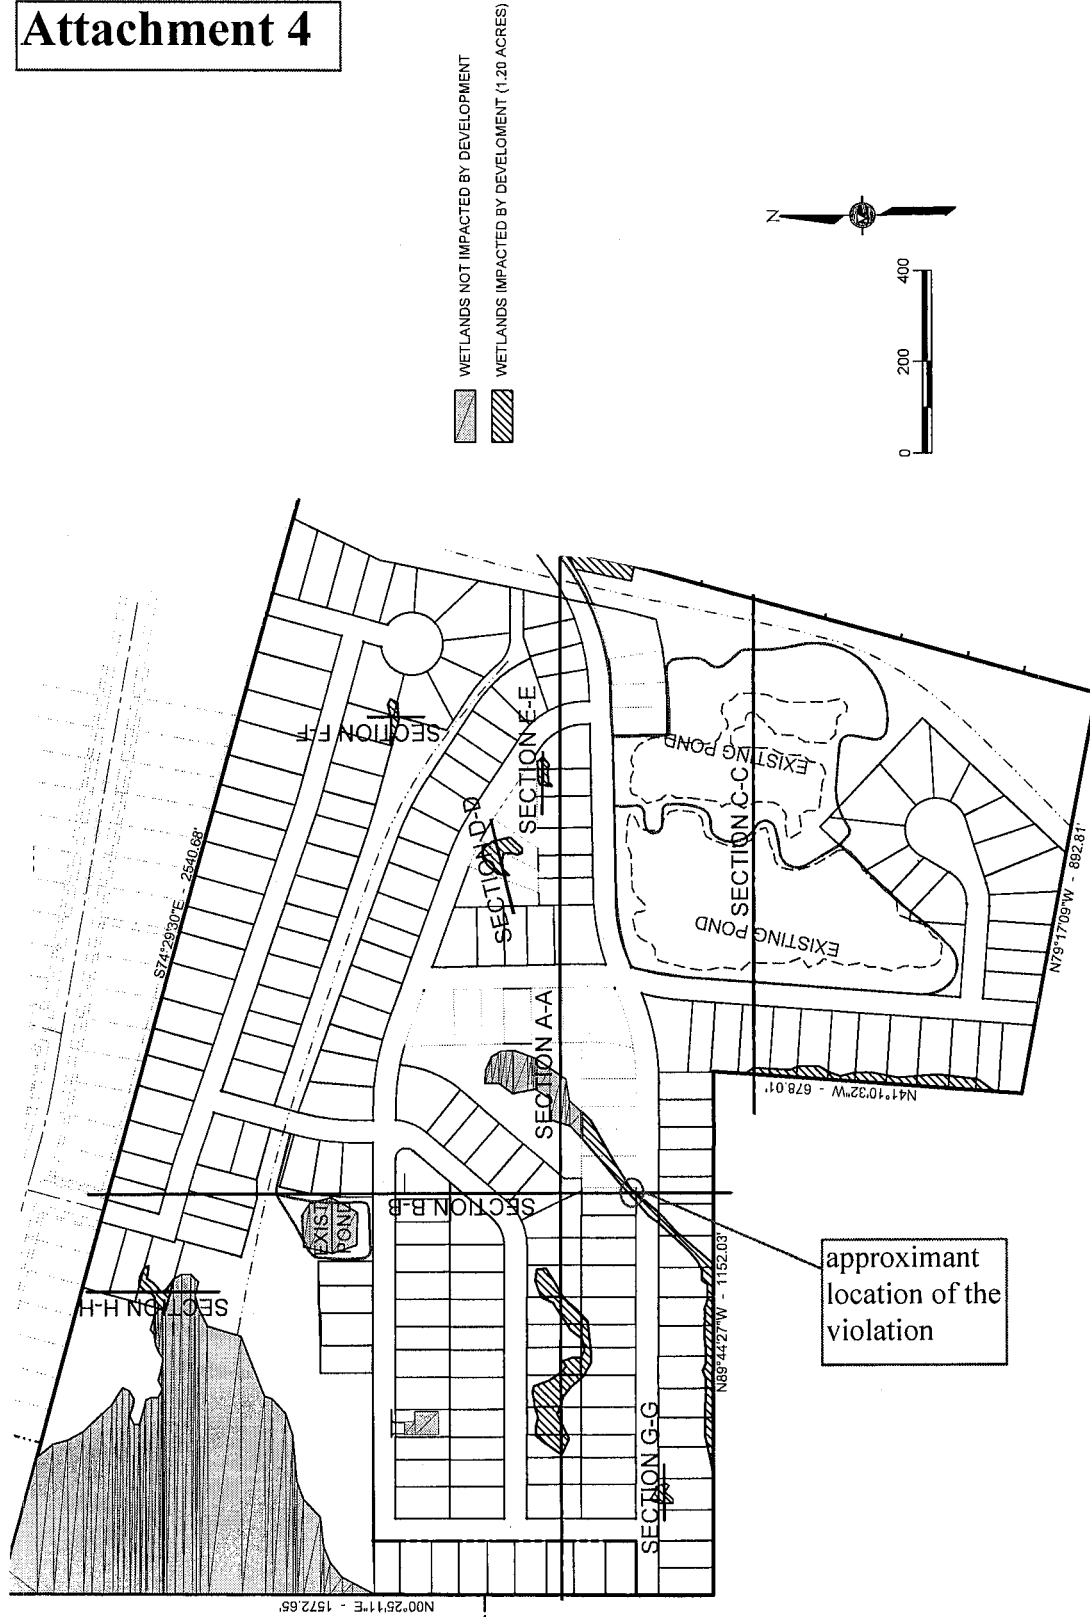 Attachment 4
WETLANDS NOT IMPACTED BY DEVELOPMENT
WETLANDS IMPACTED BY DEVELOMENT (1.20 ACRES)
N
0 200 400
S74°29'30"E - 2540.68'
SECTION F-F
SECTION E-E
SECTION D-D
EXISTING POND
SECTION C-C
EXISTING POND
N79°17'09"W - 892.81'
SECTION A-A
N41°10'32"W - 678.01'
SECTION B-B
EXIST
POND
SECTION H-H
N89°44'27"W - 1152.03'
approximant
location of the
violation
SECTION G-G
N00°25'11"E - 1572.65'